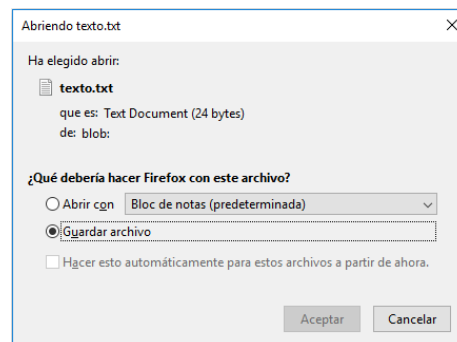 Abriendo texto.txt
Ha elegido abrir:
texto.txt
que es: Text Document (24 bytes)
de: blob:
¿Qué debería hacer Firefox con este archivo?
Abrir con Bloc de notas (predeterminada)
Guardar archivo
Hacer esto automáticamente para estos archivos a partir de ahora.
Aceptar Cancelar